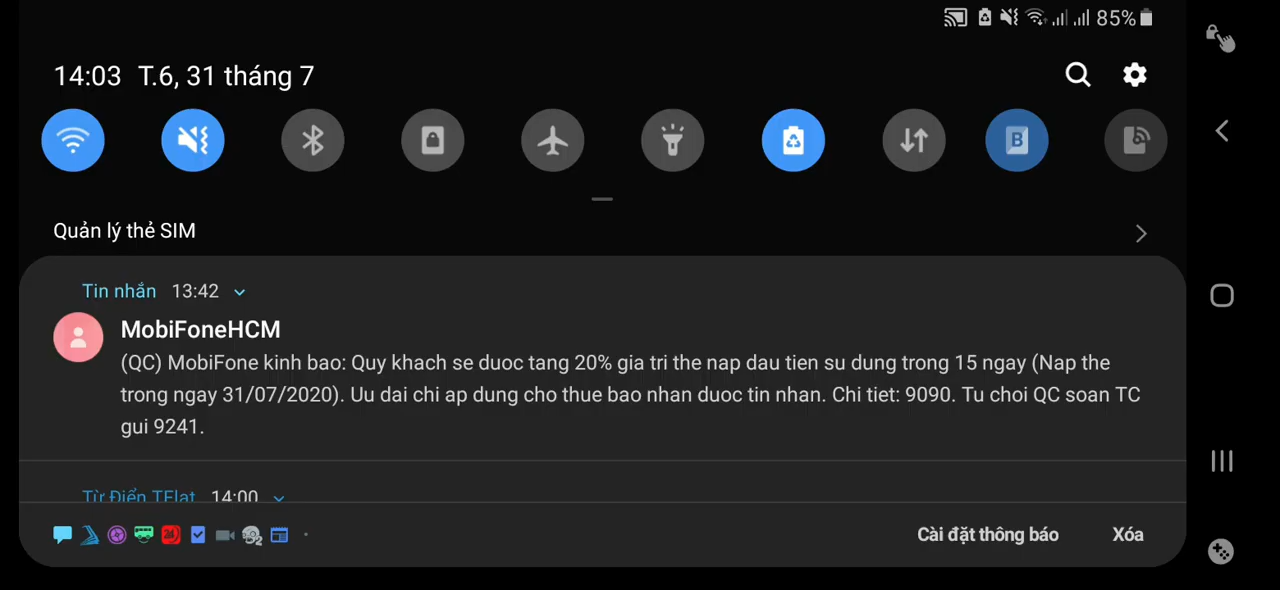 85%
14:03 T.6, 31 tháng 7
B
Quản lý thẻ SIM
Tin nhắn 13:42
MobiFoneHCM
(QC) MobiFone kinh bao: Quy khach se duoc tang 20% gia tri the nap dau tien su dung trong 15 ngay (Nap the
trong ngay 31/07/2020). Uu dai chi ap dung cho thue bao nhan duoc tin nhan. Chi tiet: 9090. Tu choi QC soan TC
gui 9241.
Từ Điển TFlat 14:00
Cài đặt thông báo Xóa